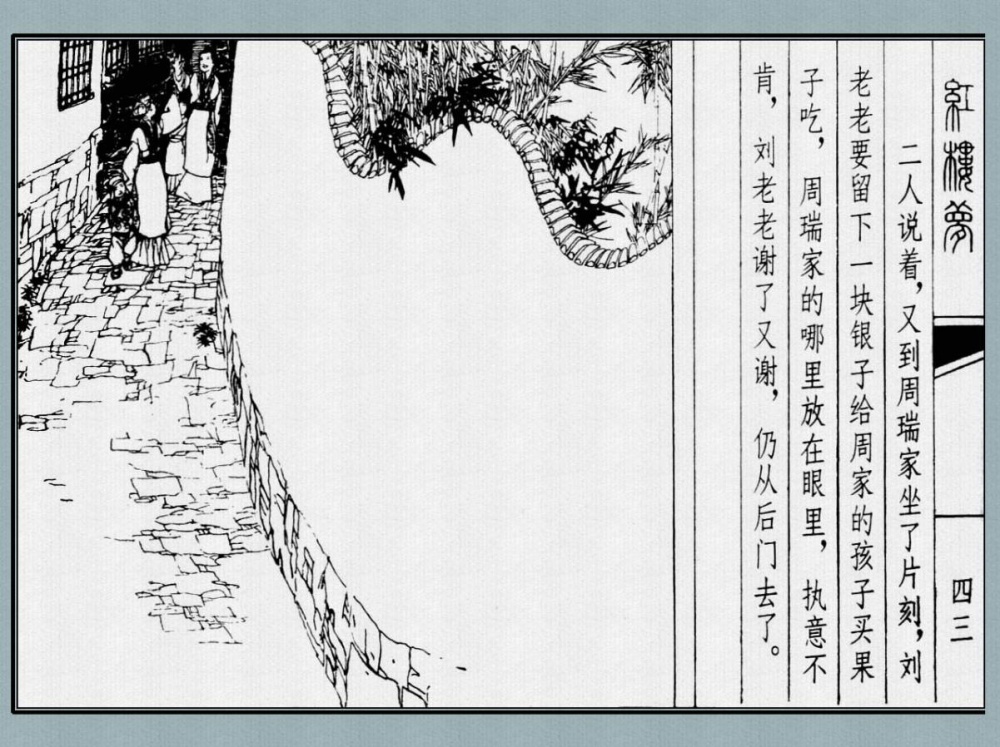 紅樓夢
四三
二人说着，又到周瑞家坐了片刻，刘
老老要留下一块银子给周家的孩子买果
子吃，周瑞家的哪里放在眼里，执意不
肯，刘老老谢了又谢，仍从后门去了。